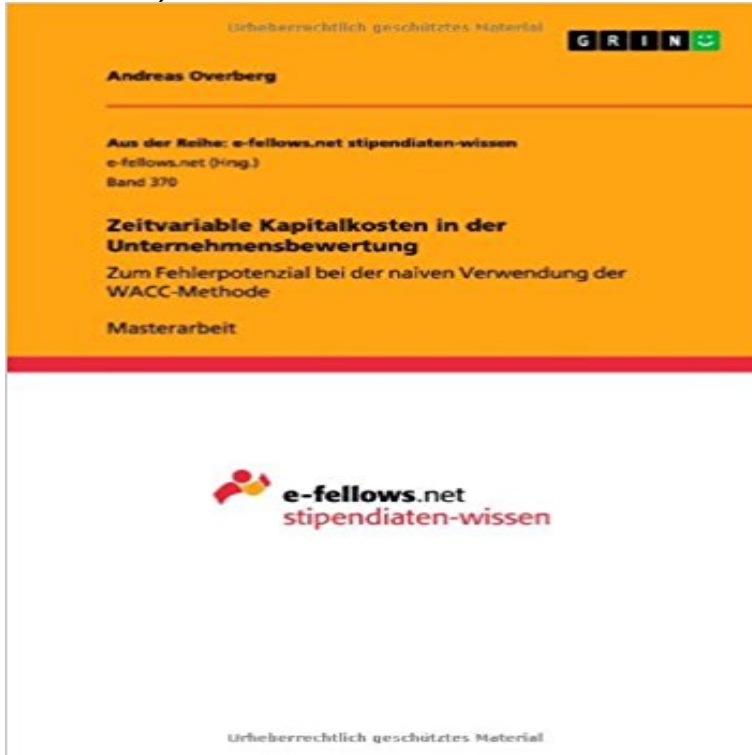 Urheberrechtlich geschütztes Material
GRIN
Andreas Overberg
Aus der Reihe: e-fellows.net stipendiaten-wissen
e-fellows.net (Hrsg.)
Band 370
Zeitvariable Kapitalkosten in der
Unternehmensbewertung
Zum Fehlerpotenzial bei der naiven Verwendung der
WACC-Methode
Masterarbeit
e-fellows.net
stipendiaten-wissen
Urheberrechtlich geschütztes Material